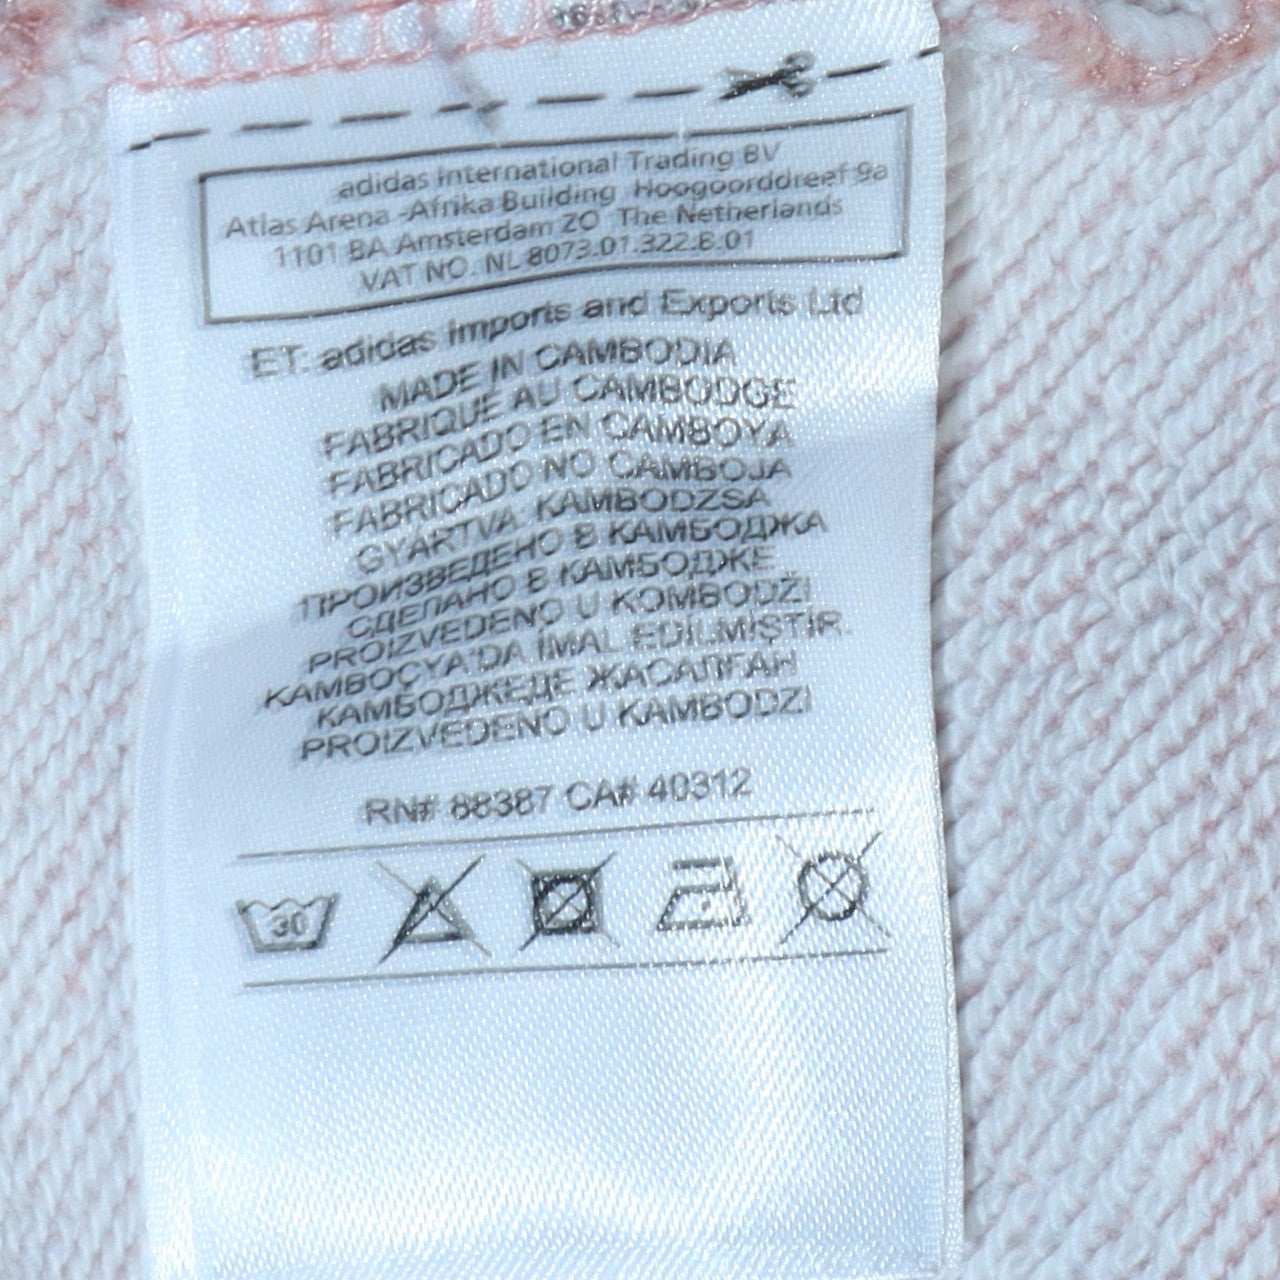 adidas International Trading BV
Atlas Arena -Afrika Building Hoogoorddreef 9a
1101 BA Amsterdam ZO The Netherlands
VAT NO. NL 8073.01.322.B.01
ET: adidas Imports and Exports Ltd
MADE IN CAMBODIA
FABRIQUE AU CAMBODGE
FABRICADO EN CAMBOYA
FABRICADO NO CAMBOJA
GYÁRTVA KAMBODZSA
ПРОИЗВЕДЕНО В КАМБОДЖА
СДЕЛАНО В КАМБОДЖЕ
PROIZVEDENO U KOMBODŽI
KAMBOÇYA'DA İMAL EDİLMİŞTİR.
КАМБОДЖЕДЕ ЖАСАЛҒАН
PROIZVEDENO U KAMBODŽI
RN# 88387 CA# 40312
30